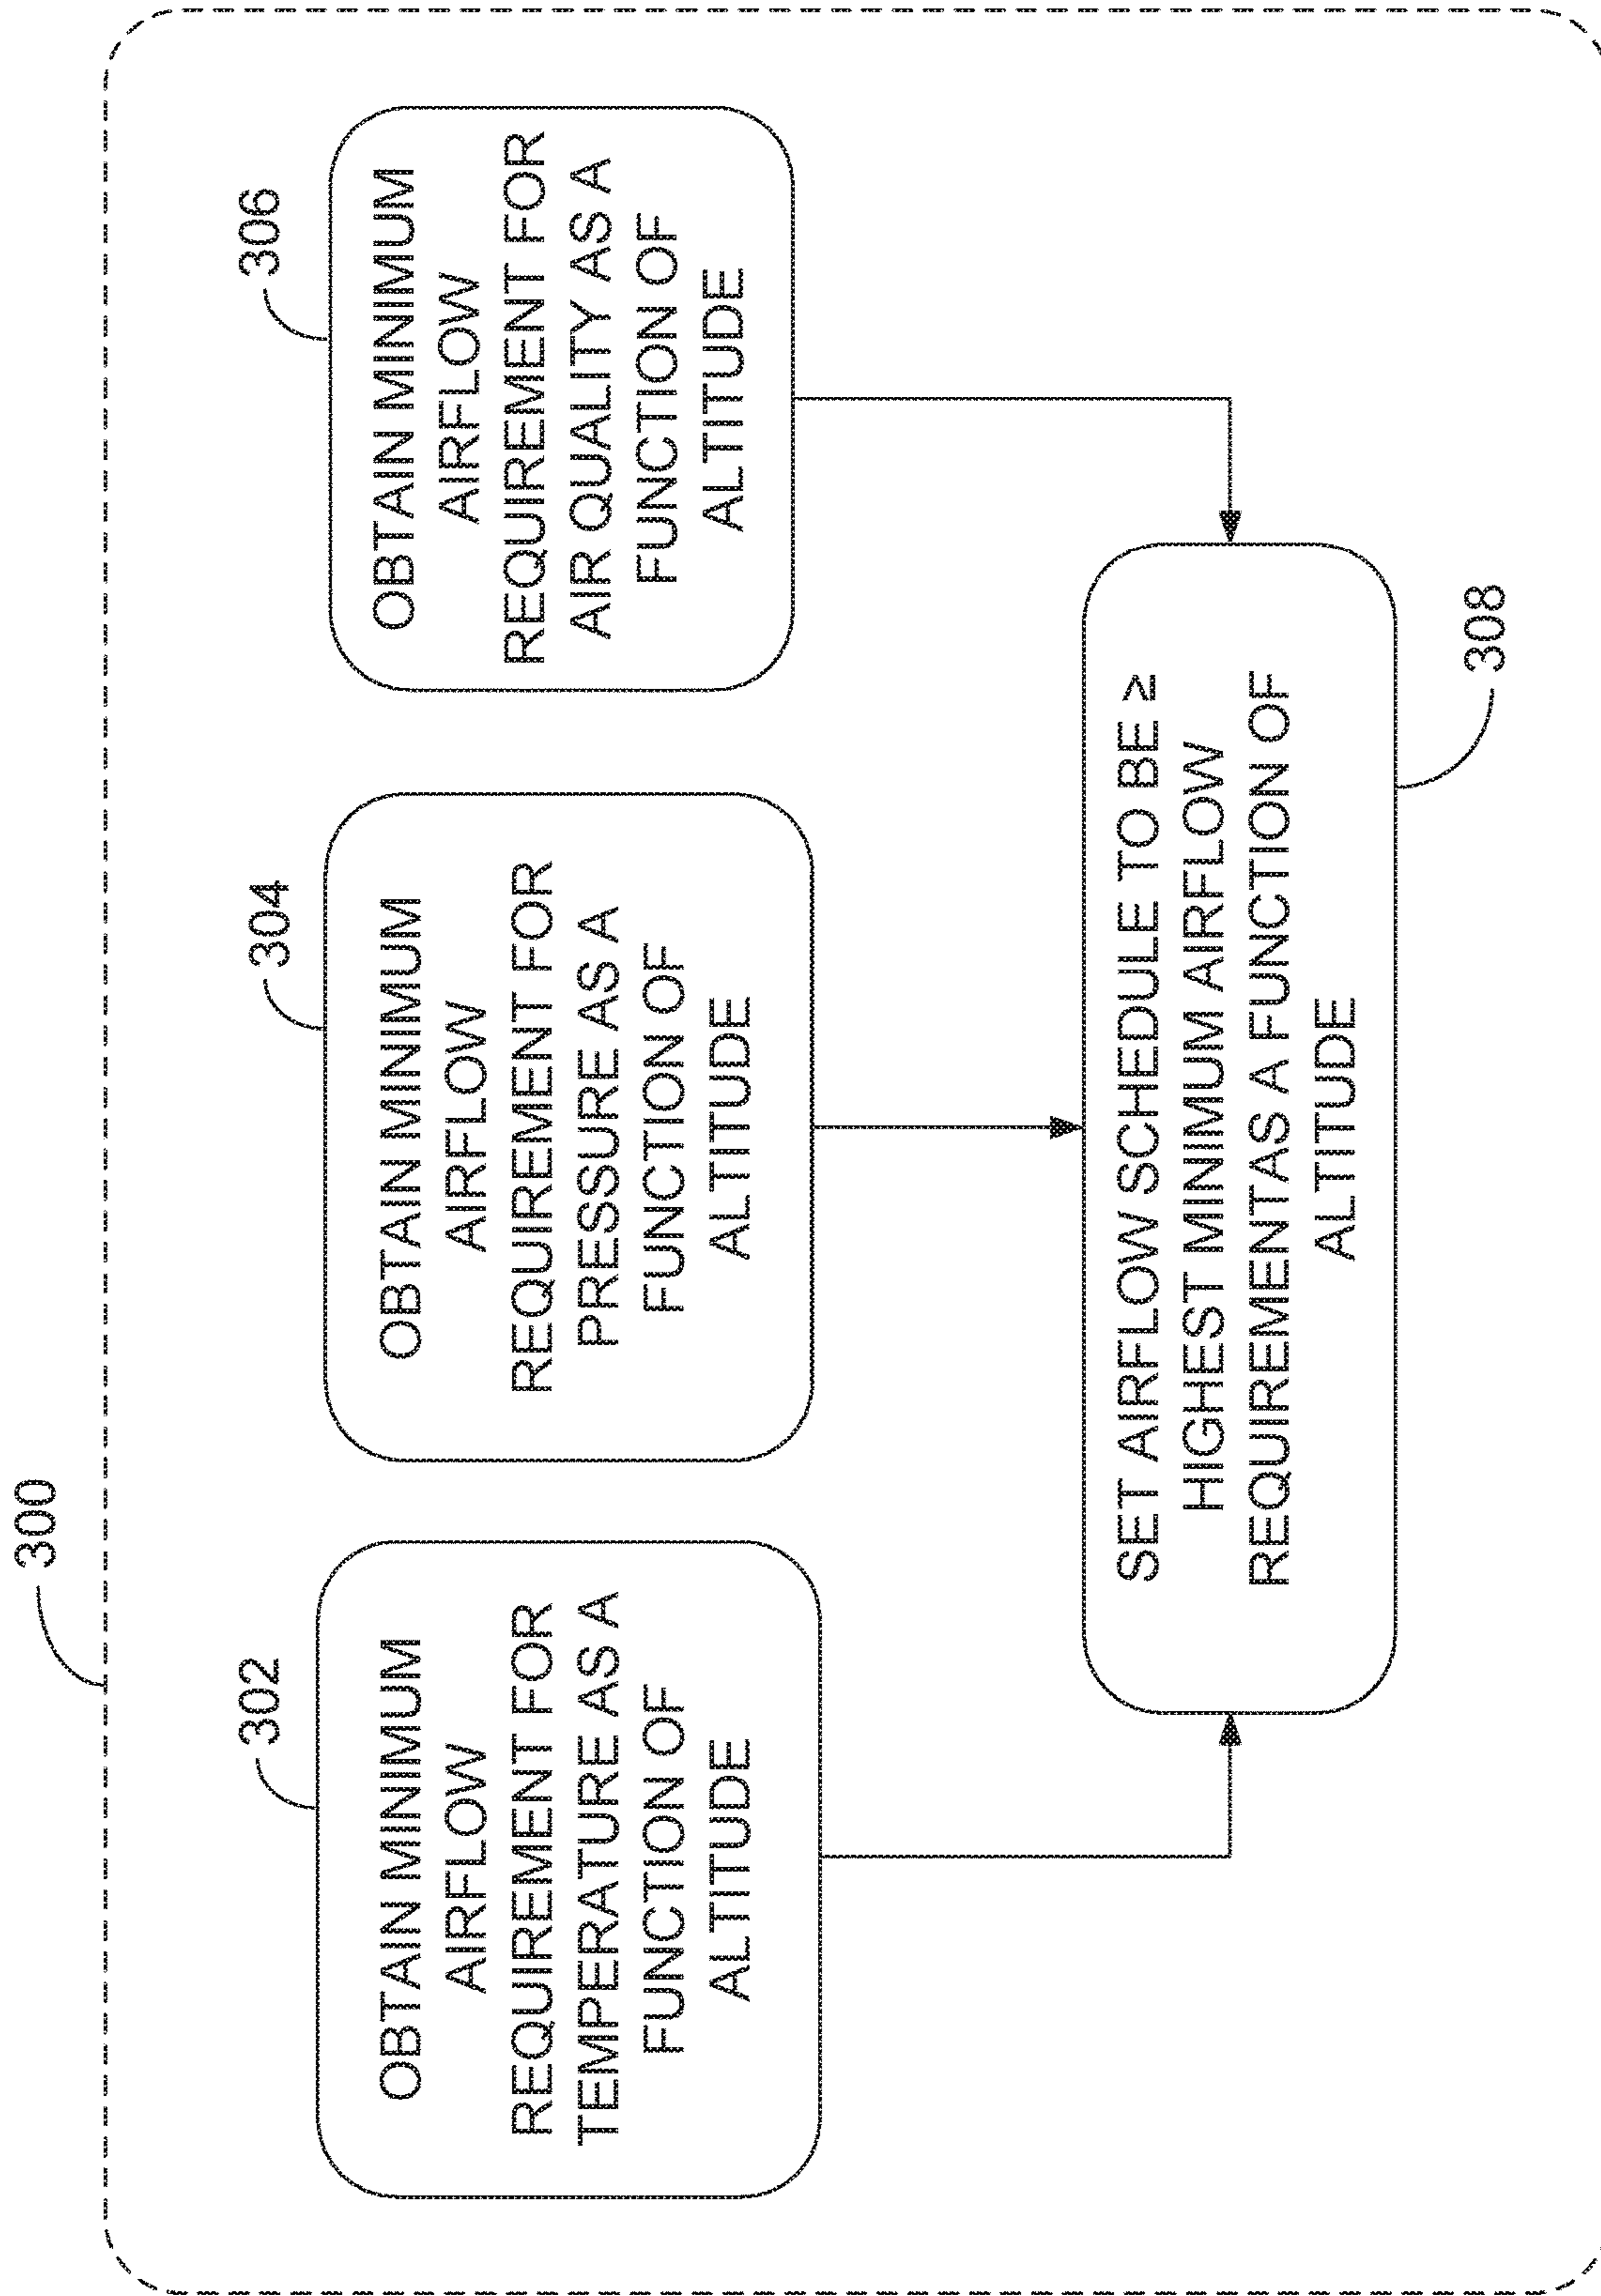 300
302
OBTAIN MINIMUM
AIRFLOW
REQUIREMENT FOR
TEMPERATURE AS A
FUNCTION OF
ALTITUDE
304
OBTAIN MINIMUM
AIRFLOW
REQUIREMENT FOR
PRESSURE AS A
FUNCTION OF
ALTITUDE
306
OBTAIN MINIMUM
AIRFLOW
REQUIREMENT FOR
AIR QUALITY AS A
FUNCTION OF
ALTITUDE
SET AIRFLOW SCHEDULE TO BE ≥
HIGHEST MINIMUM AIRFLOW
REQUIREMENTAS A FUNCTION OF
ALTITUDE
308